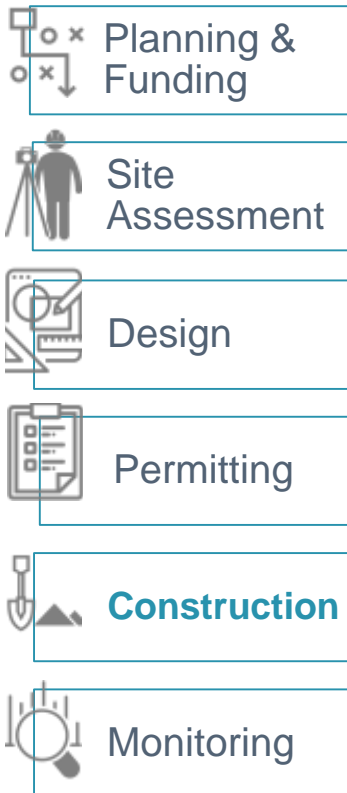 Planning &
Funding
Site
Assessment
Design
Permitting
Construction
Monitoring